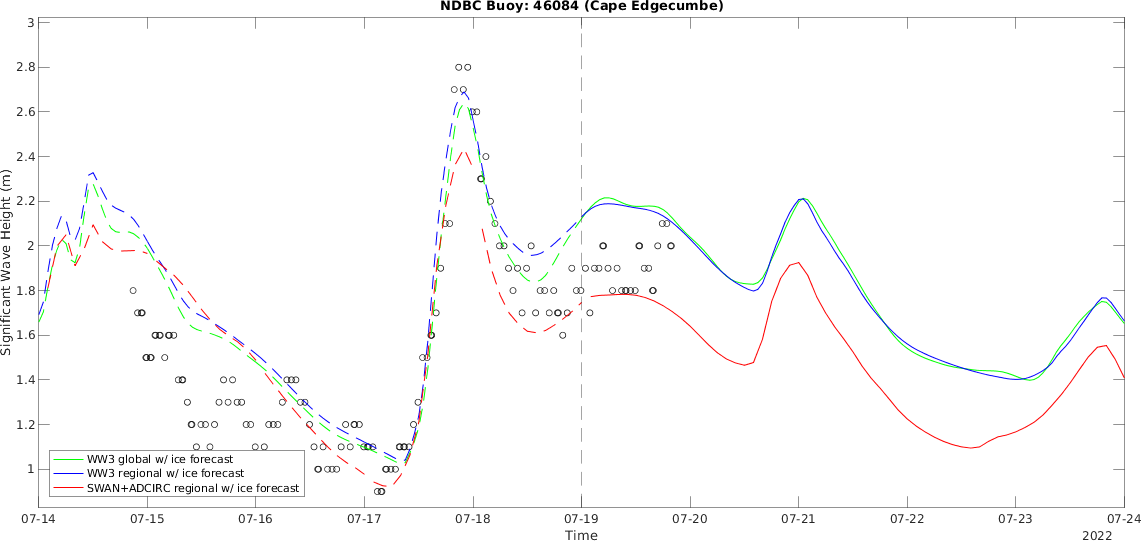 NDBC Buoy: 46084 (Cape Edgecumbe)
Significant Wave Height (m)
3
2.8
2.6
2.4
2.2
2
1.8
1.6
1.4
1.2
1
WW3 global w/ ice forecast
WW3 regional w/ ice forecast
SWAN+ADCIRC regional w/ ice forecast
07-14 07-15 07-16 07-17 07-18 07-19 07-20 07-21 07-22 07-23 07-24
Time
2022